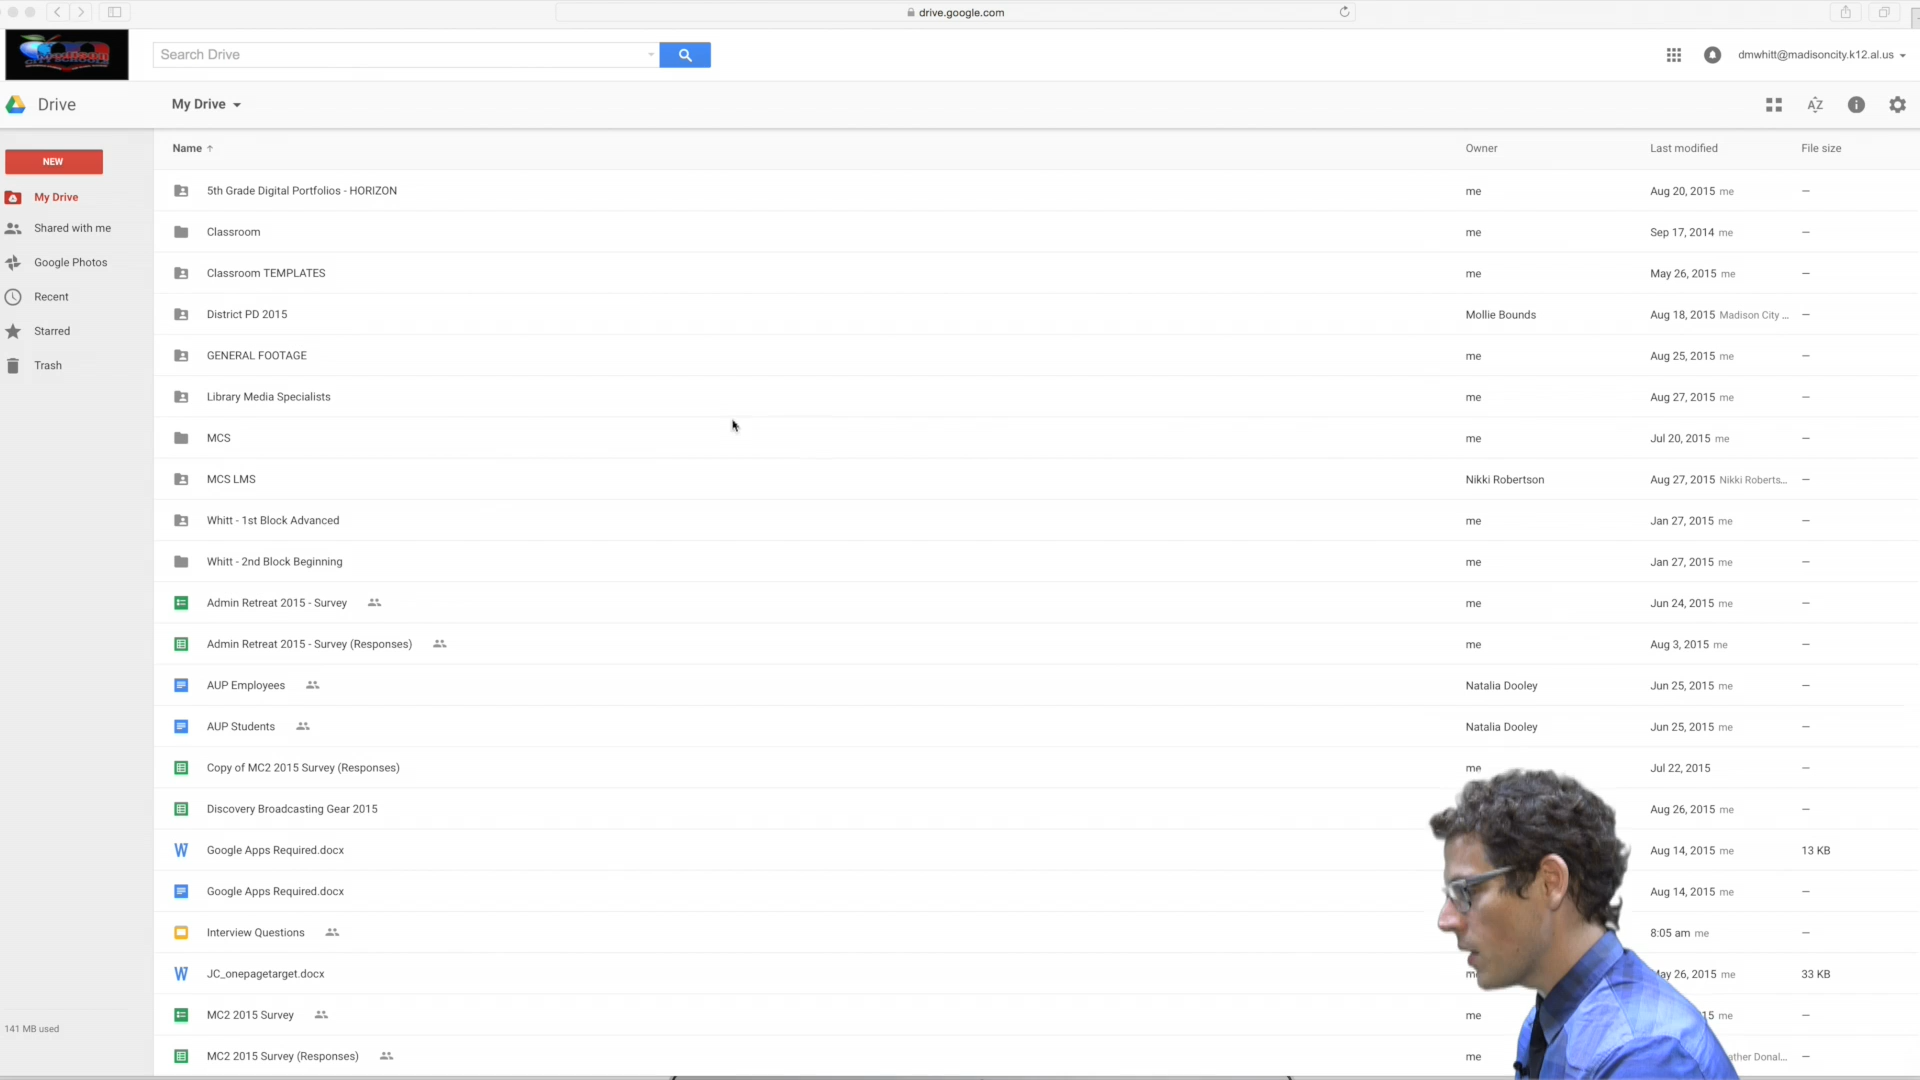 drive.google.com
Search Drive
dmwhitt@madisoncity.k12.al.us
Drive
My Drive
NEW
My Drive
Shared with me
Google Photos
Recent
Starred
Trash
141 MB used
Name Owner Last modified File size
5th Grade Digital Portfolios - HORIZON me Aug 20, 2015 me –
Classroom me Sep 17, 2014 me –
Classroom TEMPLATES me May 26, 2015 me –
District PD 2015 Mollie Bounds Aug 18, 2015 Madison City ... –
GENERAL FOOTAGE me Aug 25, 2015 me –
Library Media Specialists me Aug 27, 2015 me –
MCS me Jul 20, 2015 me –
MCS LMS Nikki Robertson Aug 27, 2015 Nikki Roberts... –
Whitt - 1st Block Advanced me Jan 27, 2015 me –
Whitt - 2nd Block Beginning me Jan 27, 2015 me –
Admin Retreat 2015 - Survey me Jun 24, 2015 me –
Admin Retreat 2015 - Survey (Responses) me Aug 3, 2015 me –
AUP Employees Natalia Dooley Jun 25, 2015 me –
AUP Students Natalia Dooley Jun 25, 2015 me –
Copy of MC2 2015 Survey (Responses) me Jul 22, 2015 –
Discovery Broadcasting Gear 2015 Aug 26, 2015 me –
Google Apps Required.docx Aug 14, 2015 me 13 KB
Google Apps Required.docx Aug 14, 2015 me –
Interview Questions 8:05 am me –
JC_onepagetarget.docx May 26, 2015 me 33 KB
MC2 2015 Survey me 15 me –
MC2 2015 Survey (Responses) me –